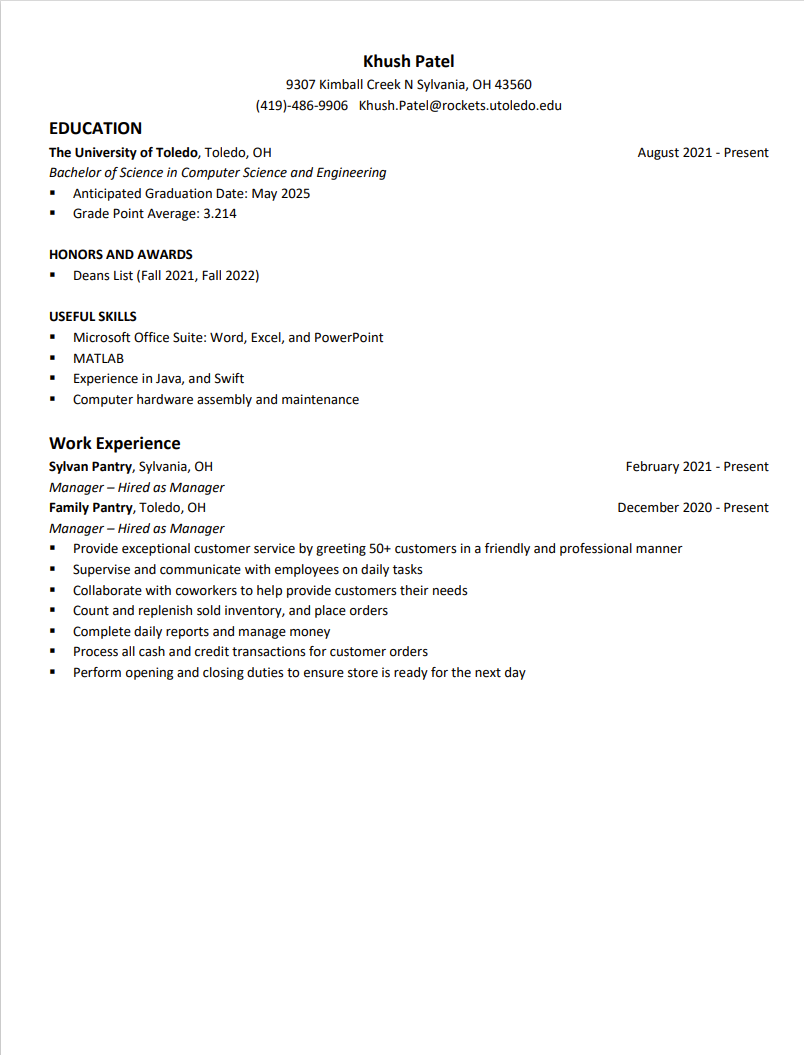 Khush Patel
9307 Kimball Creek N Sylvania, OH 43560
(419)-486-9906 Khush.Patel@rockets.utoledo.edu
EDUCATION
The University of Toledo, Toledo, OH August 2021 - Present
Bachelor of Science in Computer Science and Engineering
▪ Anticipated Graduation Date: May 2025
▪ Grade Point Average: 3.214
HONORS AND AWARDS
▪ Deans List (Fall 2021, Fall 2022)
USEFUL SKILLS
▪ Microsoft Office Suite: Word, Excel, and PowerPoint
▪ MATLAB
▪ Experience in Java, and Swift
▪ Computer hardware assembly and maintenance
Work Experience
Sylvan Pantry, Sylvania, OH February 2021 - Present
Manager – Hired as Manager
Family Pantry, Toledo, OH December 2020 - Present
Manager – Hired as Manager
▪ Provide exceptional customer service by greeting 50+ customers in a friendly and professional manner
▪ Supervise and communicate with employees on daily tasks
▪ Collaborate with coworkers to help provide customers their needs
▪ Count and replenish sold inventory, and place orders
▪ Complete daily reports and manage money
▪ Process all cash and credit transactions for customer orders
▪ Perform opening and closing duties to ensure store is ready for the next day